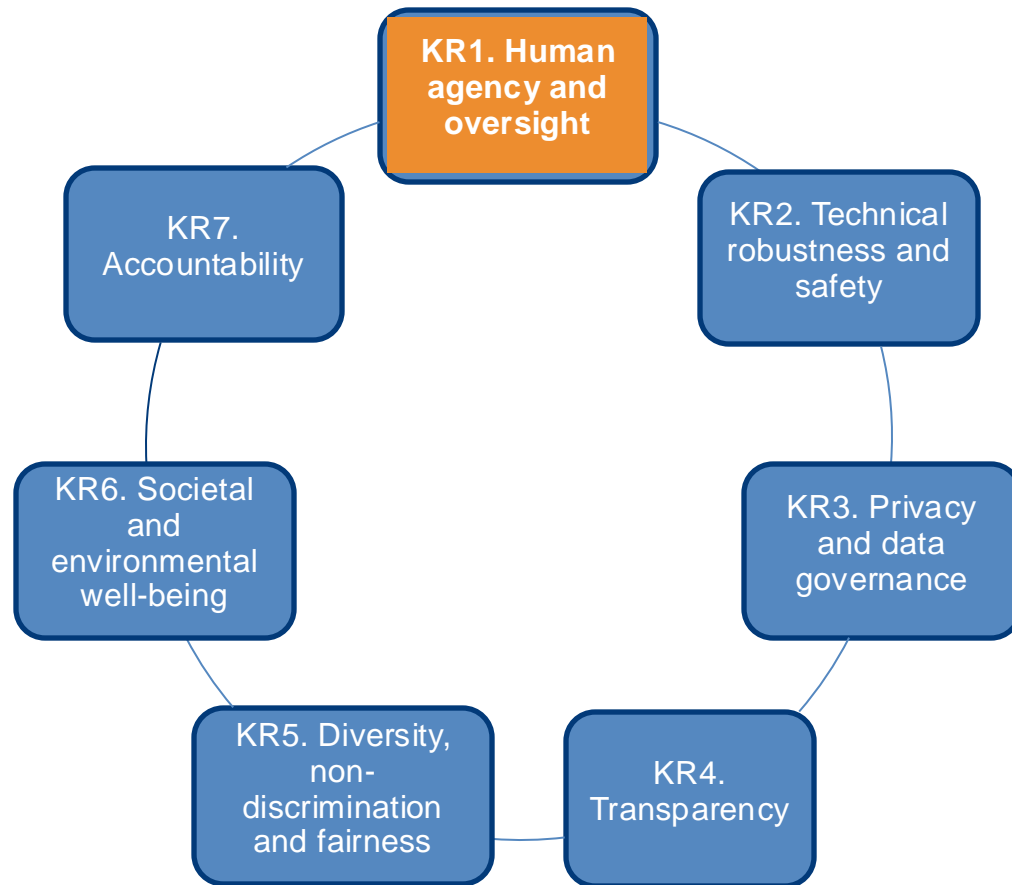 KR1. Human
agency and
oversight
KR2. Technical
robustness and
safety
KR3. Privacy
and data
governance
KR4.
Transparency
KR5. Diversity,
non-
discrimination
and fairness
KR6. Societal
and
environmental
well-being
KR7.
Accountability